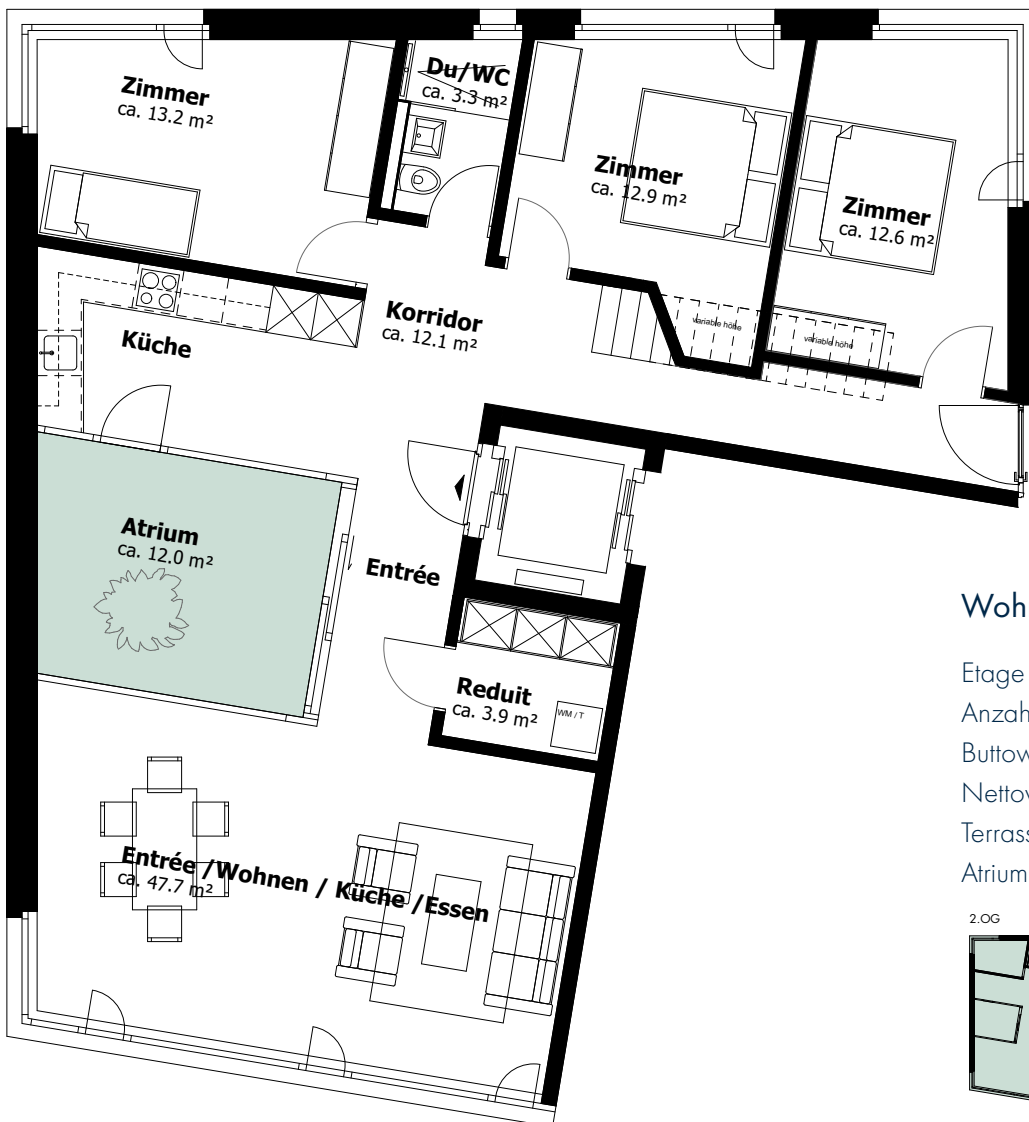 Zimmer
ca. 13.2 m²
Du/WC
ca. 3.3 m²
Zimmer
ca. 12.9 m²
Zimmer
ca. 12.6 m²
Korridor
ca. 12.1 m²
variable höhe
variable höhe
Küche
Atrium
ca. 12.0 m²
Entrée
Reduit
ca. 3.9 m²
WM / T
Entrée /Wohnen / Küche /Essen
ca. 47.7 m²
Woh
Etage
Anzah
Buttow
Nettov
Terrass
Atrium
2.OG